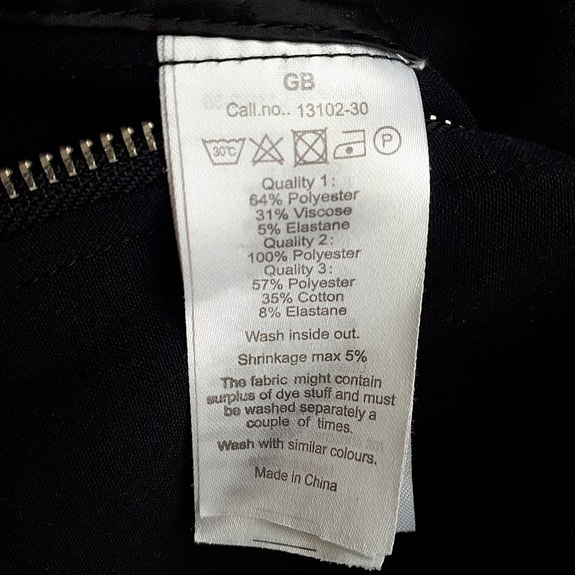 GB
Call.no.. 13102-30
30°C P
Quality 1:
64% Polyester
31% Viscose
5% Elastane
Quality 2:
100% Polyester
Quality 3:
57% Polyester
35% Cotton
8% Elastane
Wash inside out.
Shrinkage max 5%
The fabric might contain
surplus of dye stuff and must
be washed separately a
couple of times.
Wash with similar colours.
Made in China